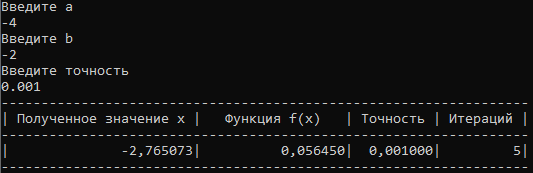 Введите a
-4
Введите b
-2
Введите точность
0.001
------------------------------------------------------------------
| Полученное значение x |   Функция f(x)   | Точность | Итераций |
------------------------------------------------------------------
|              -2,765073|          0,056450|  0,001000|         5|
------------------------------------------------------------------